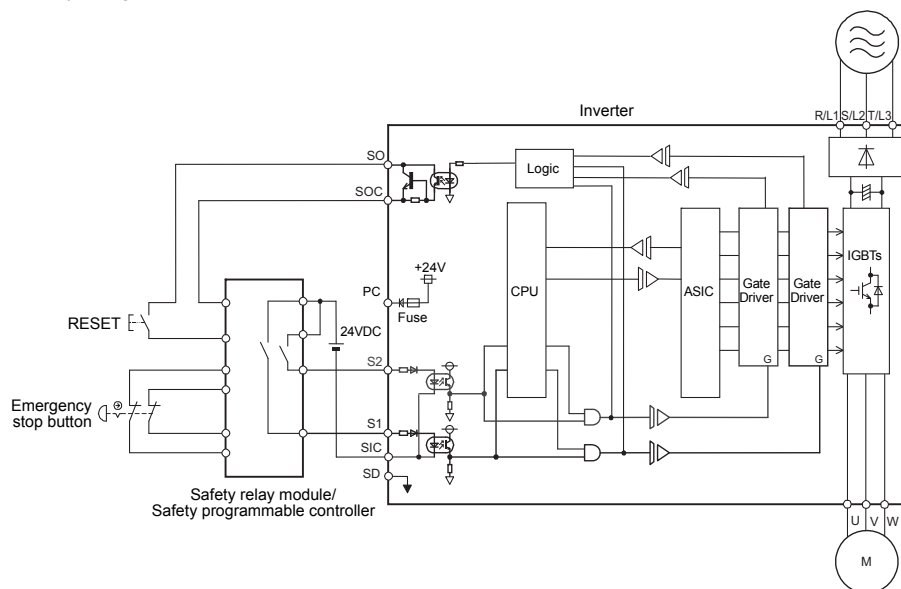 Inverter
R/L1 S/L2 T/L3
SO
SOC
Logic
+24V
PC
Fuse
CPU
ASIC
Gate
Driver
G
Gate
Driver
G
IGBTs
RESET
24VDC
S2
Emergency
stop button
S1
SIC
SD
Safety relay module/
Safety programmable controller
U V W
M